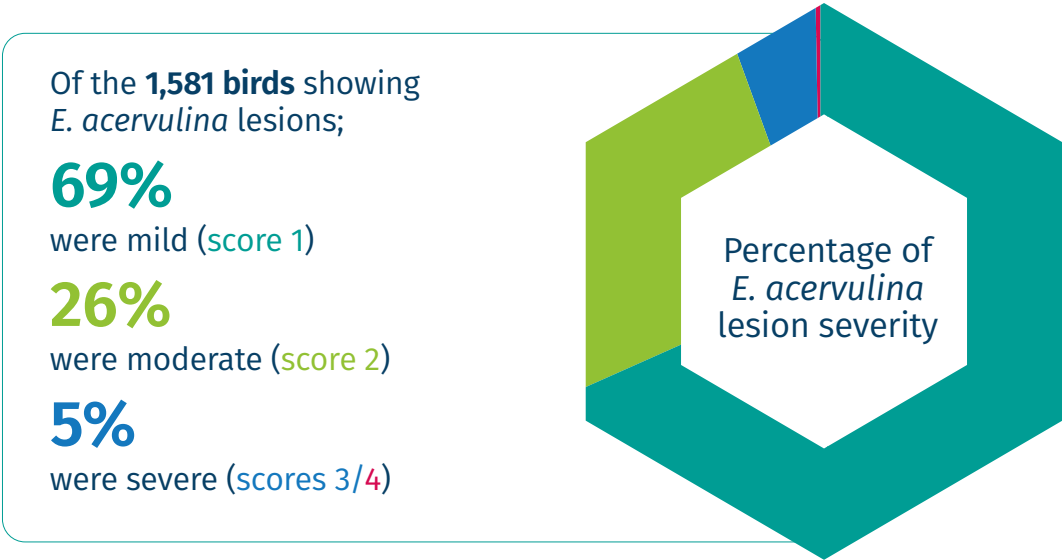 Of the 1,581 birds showing
E. acervulina lesions;
69%
were mild (score 1)
26%
were moderate (score 2)
5%
were severe (scores 3/4)
Percentage of
E. acervulina
lesion severity